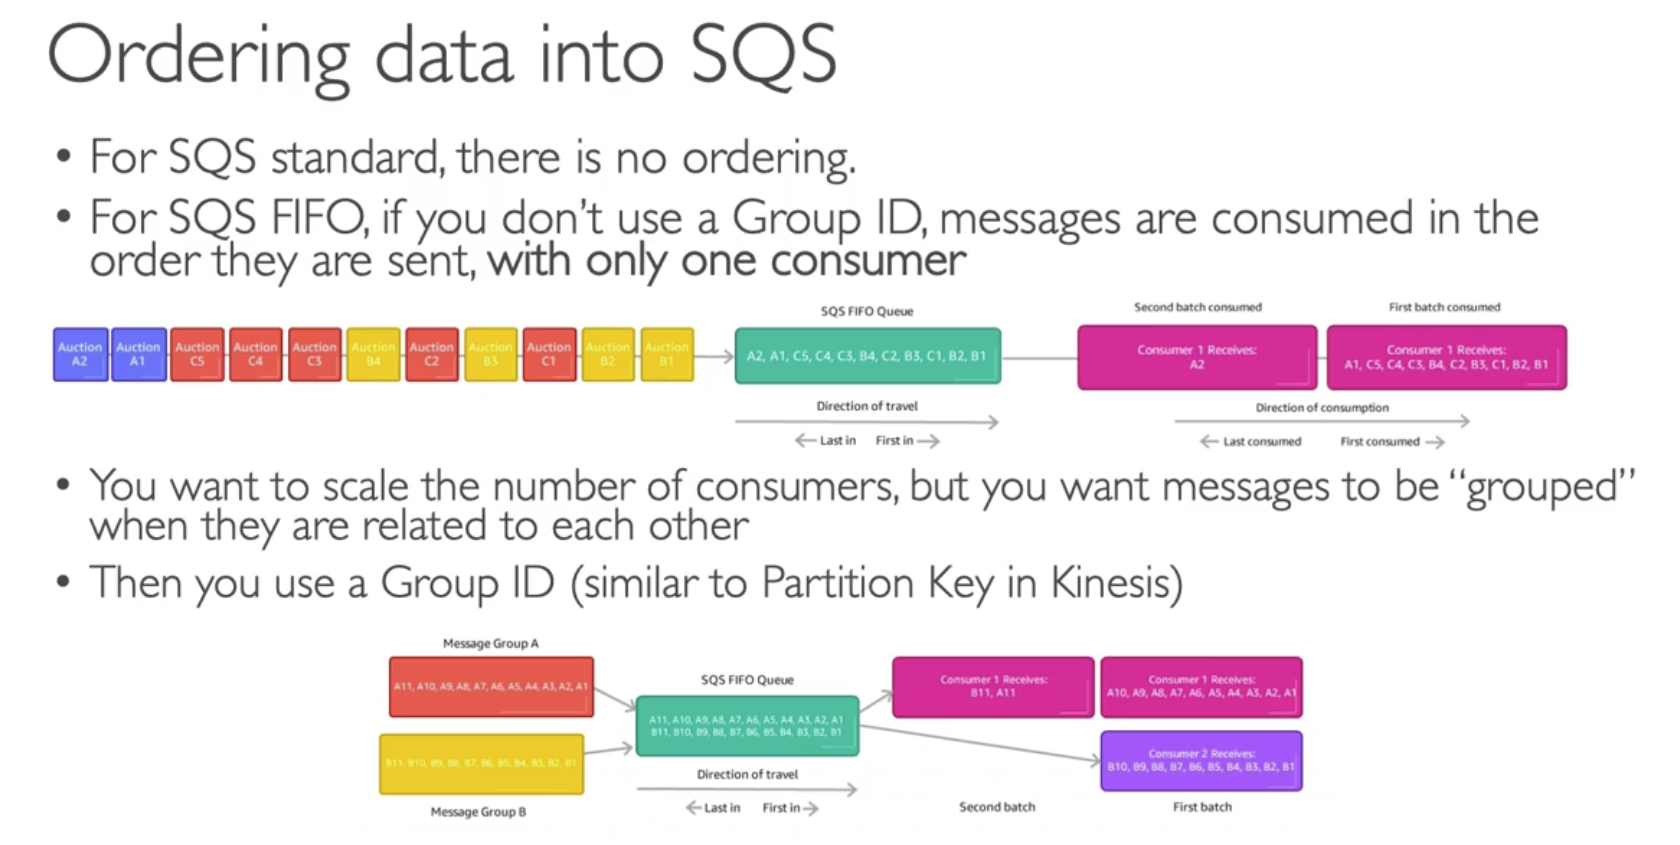 Ordering data into SQS
• For SQS standard, there is no ordering.
• For SQS FIFO, if you don't use a Group ID, messages are consumed in the
order they are sent, with only one consumer
SQS FIFO Queue
Second batch consumed
First batch consumed
Auction A2
Auction A1
Auction C5
Auction C4
Auction C3
Auction B4
Auction C2
Auction B3
Auction C1
Auction B2
Auction B1
A2, A1, C5, C4, C3, B4, C2, B3, C1, B2, B1
Consumer 1 Receives:
A2
Consumer 1 Receives:
A1, C5, C4, C3, B4, C2, B3, C1, B2, B1
Direction of travel
Last in
First in
Direction of consumption
Last consumed
First consumed
• You want to scale the number of consumers, but you want messages to be “grouped”
when they are related to each other
• Then you use a Group ID (similar to Partition Key in Kinesis)
Message Group A
A11, A10, A9, A8, A7, A6, A5, A4, A3, A2, A1
B11, B10, B9, B8, B7, B6, B5, B4, B3, B2, B1
Message Group B
SQS FIFO Queue
A11, A10, A9, A8, A7, A6, A5, A4, A3, A2, A1
B11, B10, B9, B8, B7, B6, B5, B4, B3, B2, B1
Direction of travel
Last in
First in
Consumer 1 Receives:
B11, A11
Consumer 1 Receives:
A10, A9, A8, A7, A6, A5, A4, A3, A2, A1
Consumer 2 Receives:
B10, B9, B8, B7, B6, B5, B4, B3, B2, B1
Second batch
First batch